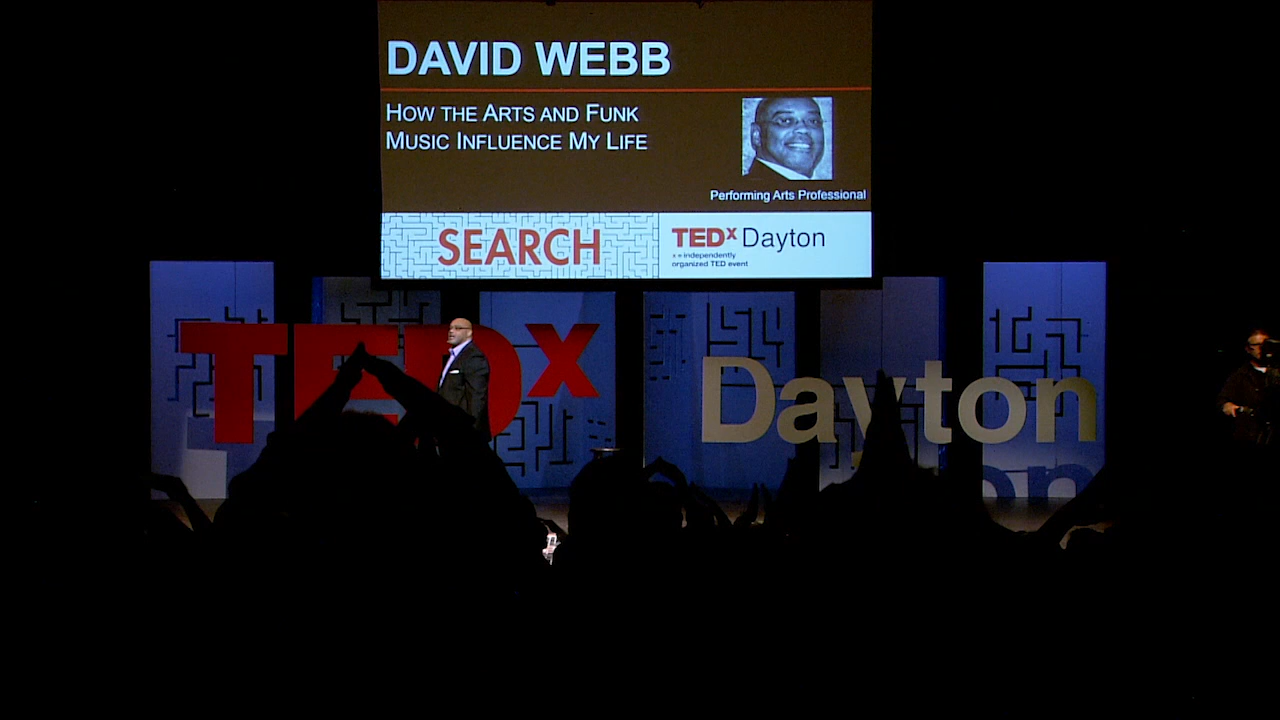 DAVID WEBB
HOW THE ARTS AND FUNK
MUSIC INFLUENCE MY LIFE
Performing Arts Professional
SEARCH
TEDx Dayton
x = independently
organized TED event
TEDx
Dayton
on